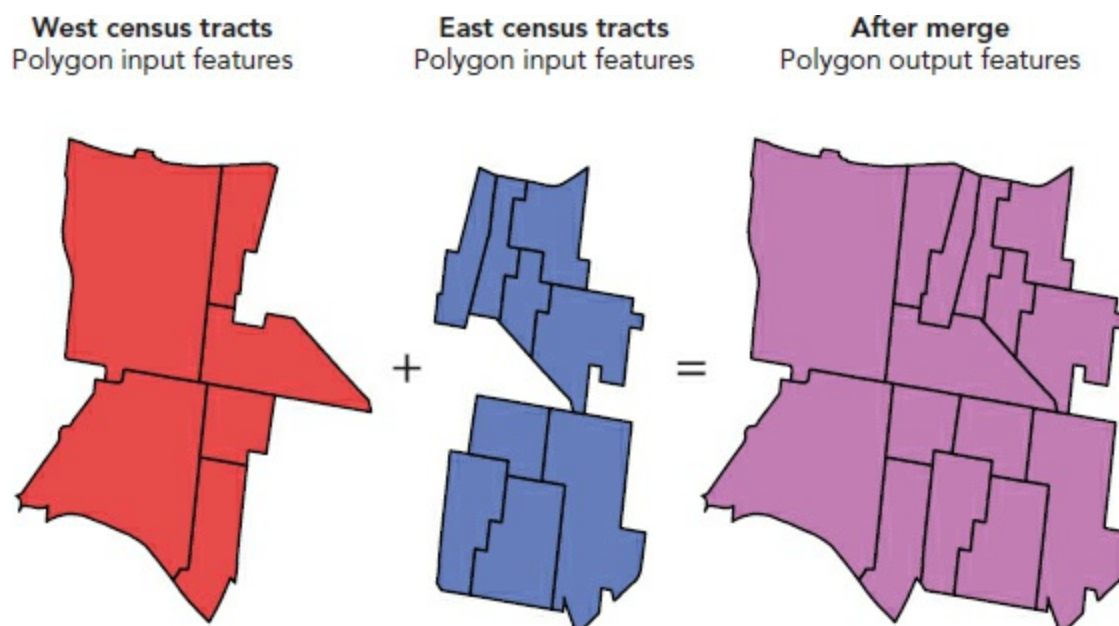 West census tracts
Polygon input features
East census tracts
Polygon input features
After merge
Polygon output features
+
=